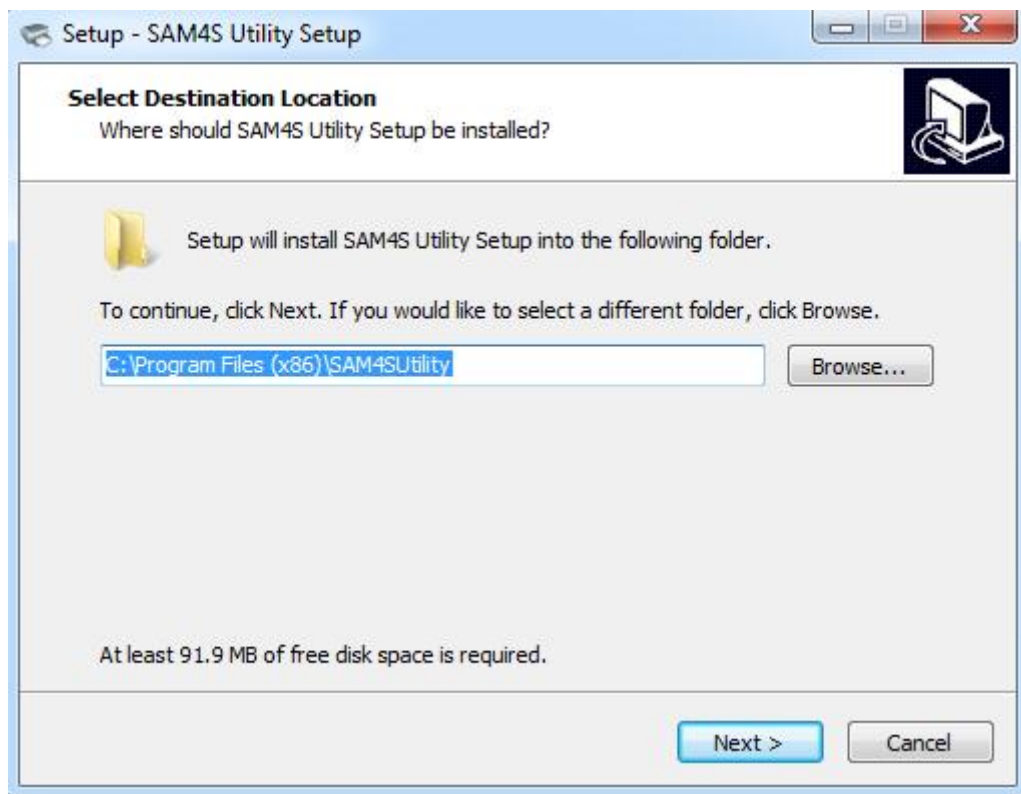 Setup - SAM4S Utility Setup
Select Destination Location
Where should SAM4S Utility Setup be installed?
Setup will install SAM4S Utility Setup into the following folder.
To continue, click Next. If you would like to select a different folder, click Browse.
C:\Program Files (x86)\SAM4SUtility
Browse...
At least 91.9 MB of free disk space is required.
Next >
Cancel